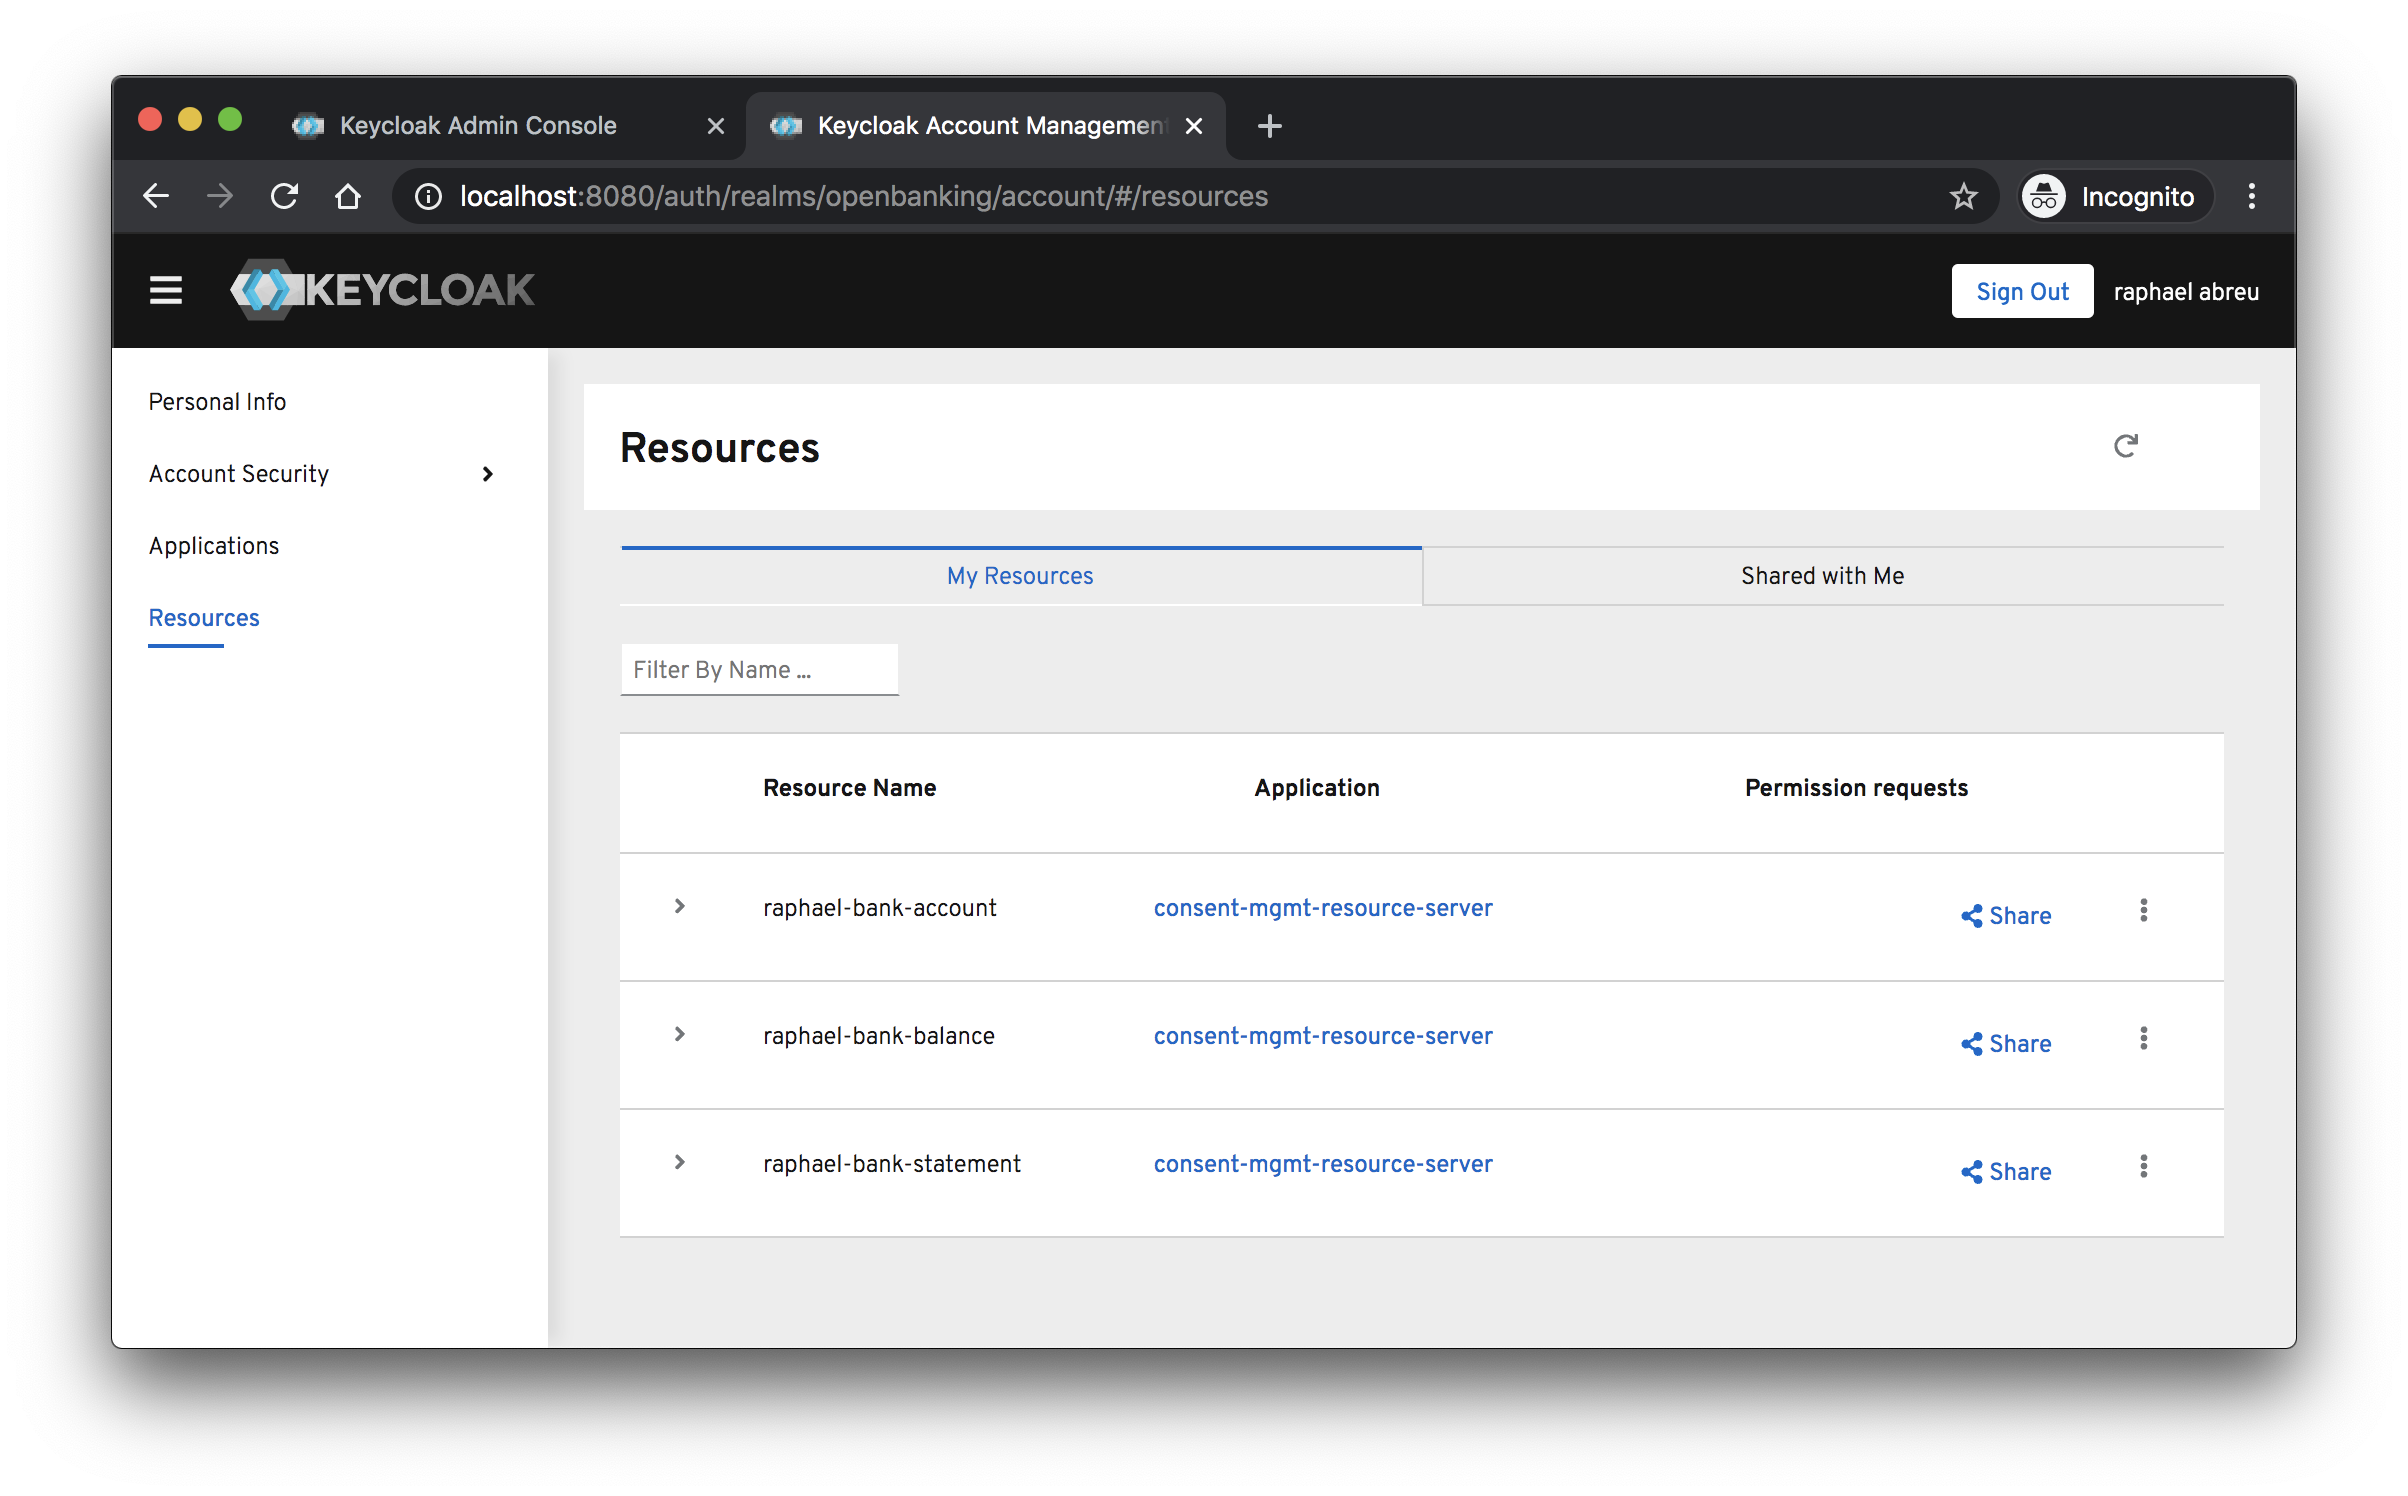 Keycloak Admin Console
Keycloak Account Management
localhost:8080/auth/realms/openbanking/account/#/resources
Incognito
KEYCLOAK
Sign Out
raphael abreu
Personal Info
Account Security
Applications
Resources
Resources
My Resources
Shared with Me
Filter By Name ...
Resource Name Application Permission requests
raphael-bank-account consent-mgmt-resource-server Share
raphael-bank-balance consent-mgmt-resource-server Share
raphael-bank-statement consent-mgmt-resource-server Share